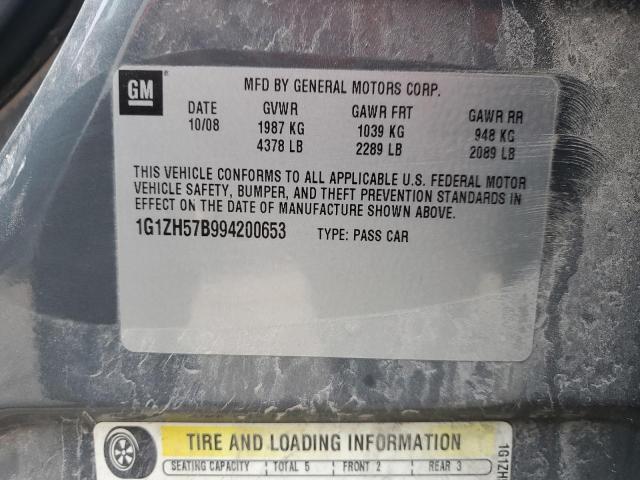 GM
MFD BY GENERAL MOTORS CORP.
DATE GVWR GAWR FRT GAWR RR
10/08 1987 KG 1039 KG 948 KG
4378 LB 2289 LB 2089 LB
THIS VEHICLE CONFORMS TO ALL APPLICABLE U.S. FEDERAL MOTOR
VEHICLE SAFETY, BUMPER, AND THEFT PREVENTION STANDARDS IN
EFFECT ON THE DATE OF MANUFACTURE SHOWN ABOVE.
1G1ZH57B994200653 TYPE: PASS CAR
TIRE AND LOADING INFORMATION
SEATING CAPACITY TOTAL 5 FRONT 2 REAR 3
1G1ZH